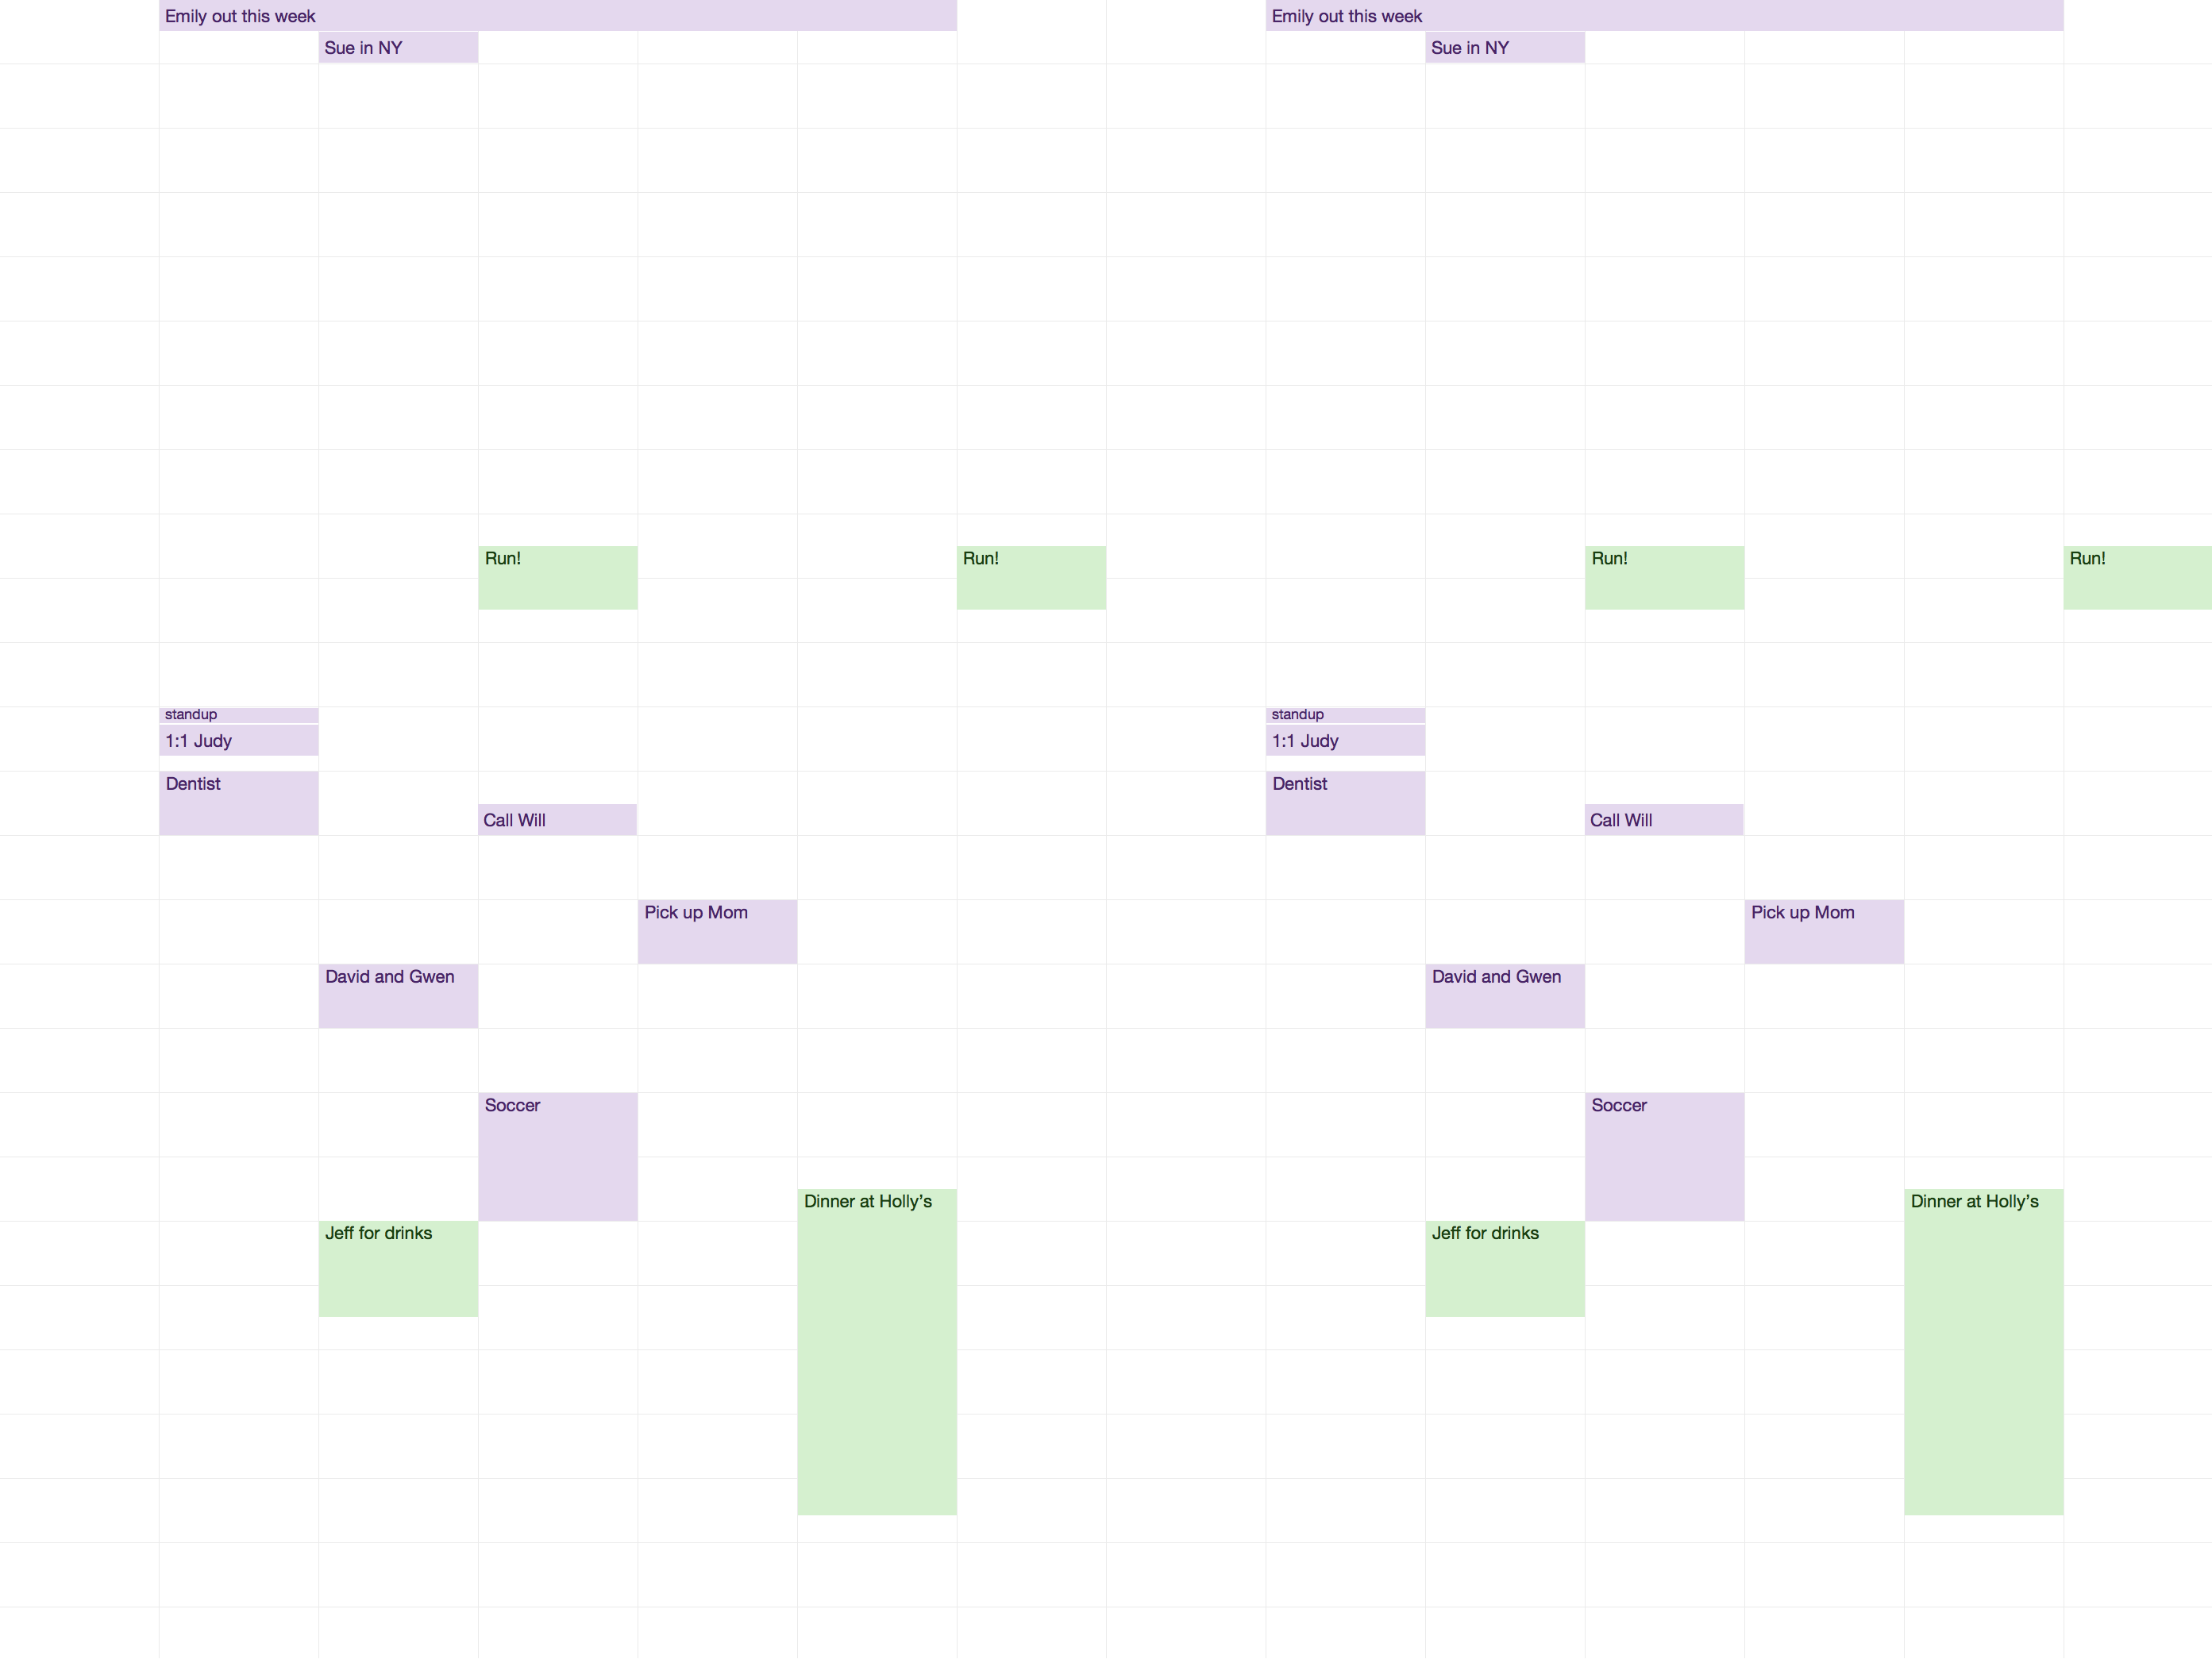 Emily out this week
Emily out this week
Sue in NY
Sue in NY
Run!
Run!
Run!
Run!
standup
standup
1:1 Judy
1:1 Judy
Dentist
Dentist
Call Will
Call Will
Pick up Mom
Pick up Mom
David and Gwen
David and Gwen
Soccer
Soccer
Dinner at Holly’s
Dinner at Holly’s
Jeff for drinks
Jeff for drinks